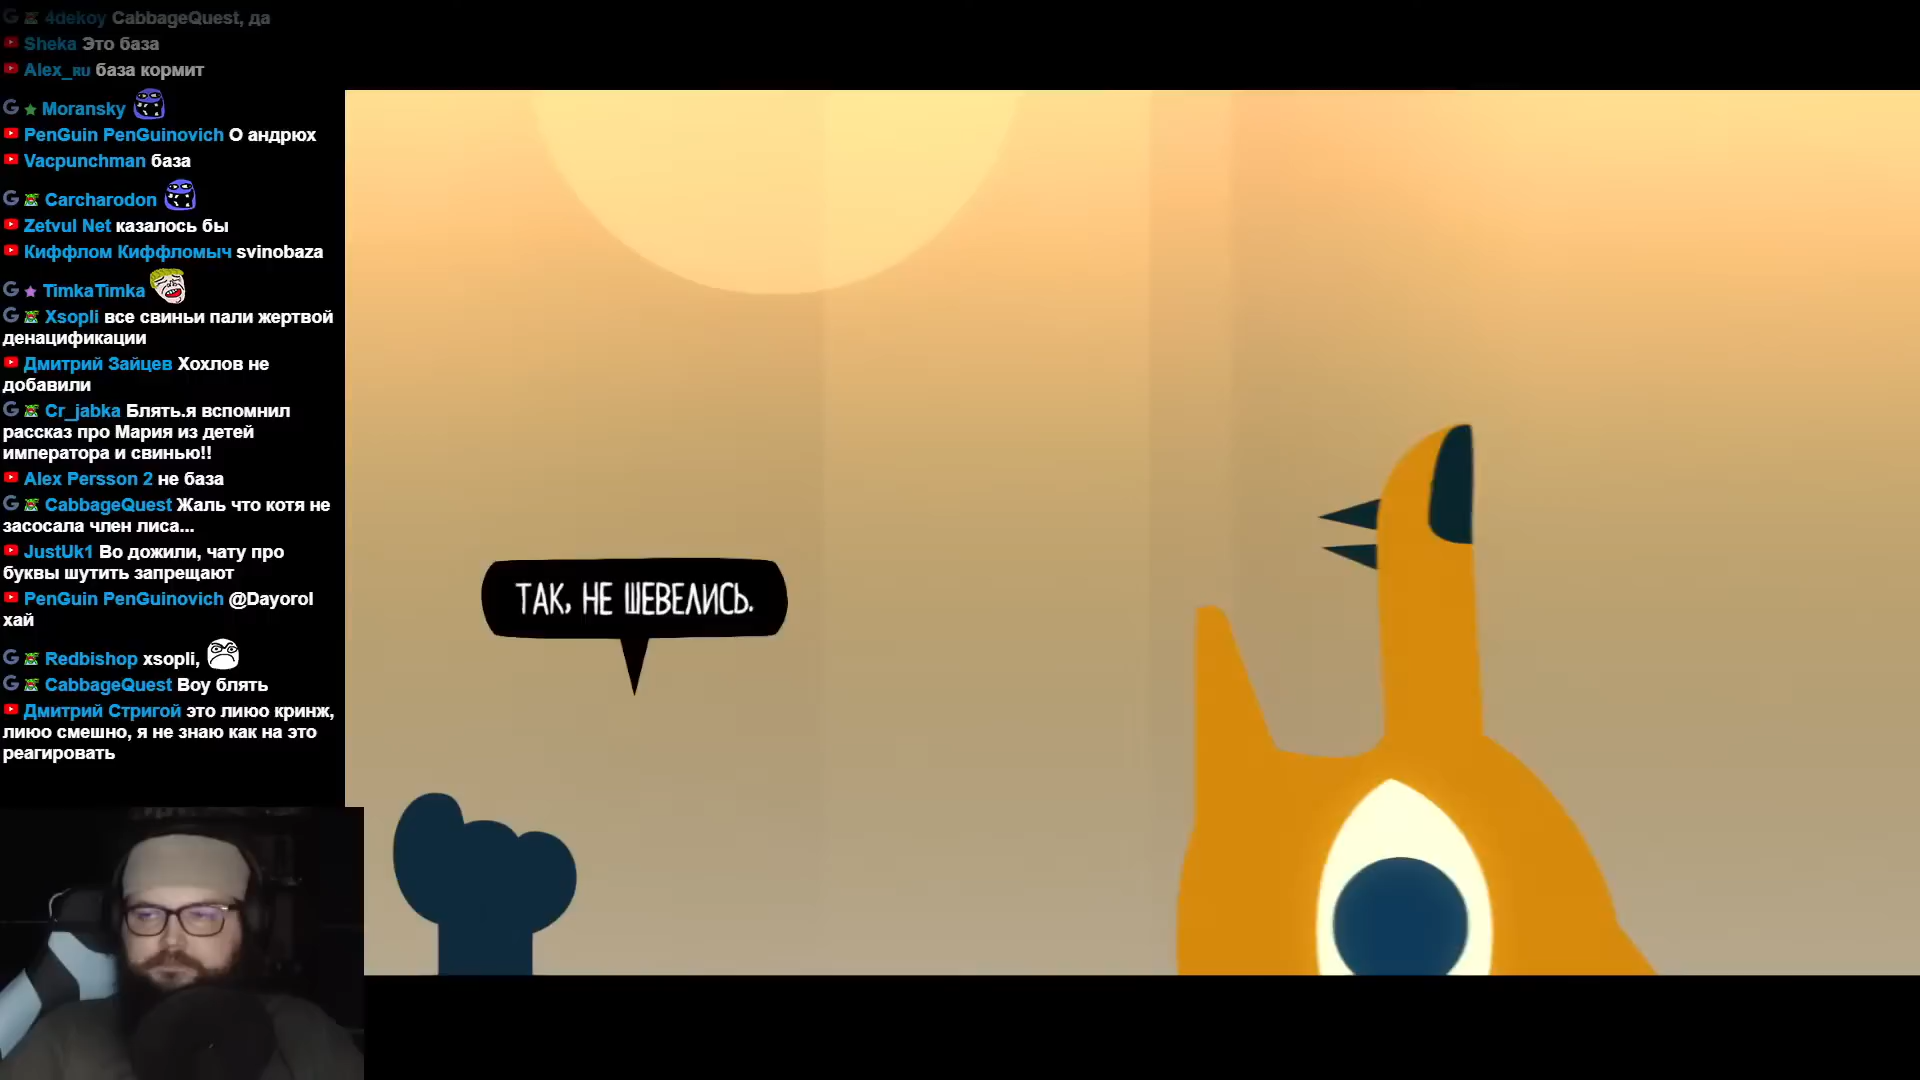 4dekoy CabbageQuest, да
Sheka Это база
Alex_RU база кормит
Moransky
PenGuin PenGuinovich О андрюх
Vacpunchman база
Carcharodon
Zetvul Net казалось бы
Киффлом Киффломыч svinobaza
TimkaTimka
Xsopli все свиньи пали жертвой
денацификации
Дмитрий Зайцев Хохлов не
добавили
Cr_jabka Блять.я вспомнил
рассказ про Мария из детей
императора и свинью!!
Alex Persson 2 не база
CabbageQuest Жаль что котя не
засосала член лиса...
JustUk1 Во дожили, чату про
буквы шутить запрещают
PenGuin PenGuinovich @Dayorol
хай
Redbishop xsopli,
CabbageQuest Воу блять
Дмитрий Стригой это лиюо кринж,
лиюо смешно, я не знаю как на это
реагировать
ТАК, НЕ ШЕВЕЛИСЬ.